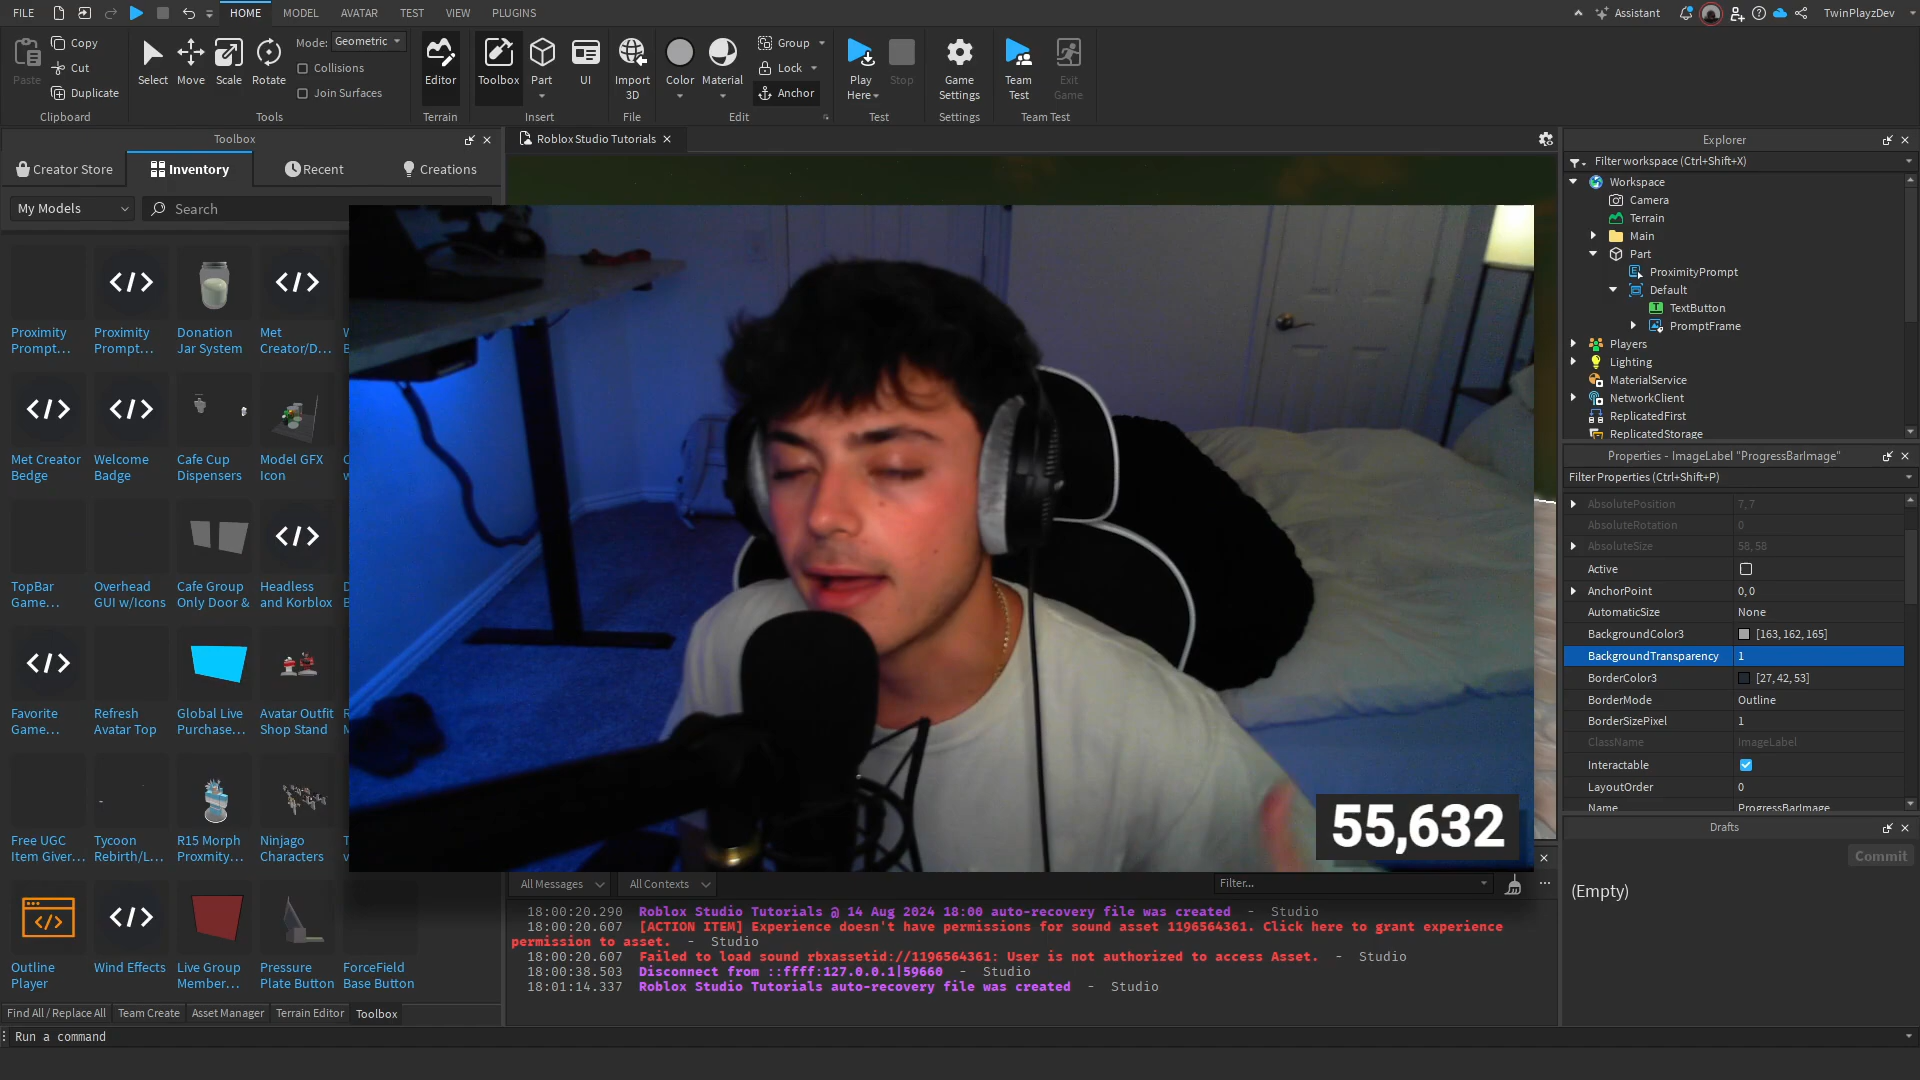 FILE
HOME
MODEL
AVATAR
TEST
VIEW
PLUGINS
Assistant
TwinPlayzDev
Paste
Copy
Cut
Duplicate
Clipboard
Select
Move
Scale
Rotate
Mode: Geometric
Collisions
Join Surfaces
Tools
Editor
Terrain
Toolbox
Part
UI
Insert
Import
3D
File
Color
Material
Group
Lock
Anchor
Edit
Play
Here
Stop
Test
Game
Settings
Settings
Team
Test
Exit
Game
Team Test
Toolbox
Creator Store
Inventory
Recent
Creations
My Models
Search
Proximity
Prompt...
Proximity
Prompt...
Donation
Jar System
Met
Creator/D...
Met Creator
Bedge
Welcome
Badge
Cafe Cup
Dispensers
Model GFX
Icon
TopBar
Game...
Overhead
GUI w/Icons
Cafe Group
Only Door &
Headless
and Korblox
Favorite
Game...
Refresh
Avatar Top
Global Live
Purchase...
Avatar Outfit
Shop Stand
Free UGC
Item Giver...
Tycoon
Rebirth/L...
R15 Morph
Proxmity...
Ninjago
Characters
Outline
Player
Wind Effects
Live Group
Member...
Pressure
Plate Button
ForceField
Base Button
Find All / Replace All
Team Create
Asset Manager
Terrain Editor
Toolbox
Run a command
Roblox Studio Tutorials
55,632
All Messages
All Contexts
Filter...
18:00:20.290 Roblox Studio Tutorials @ 14 Aug 2024 18:00 auto-recovery file was created - Studio
18:00:20.607 [ACTION ITEM] Experience doesn't have permissions for sound asset 1196564361. Click here to grant experience
permission to asset. - Studio
18:00:20.607 Failed to load sound rbxassetid://1196564361: User is not authorized to access Asset. - Studio
18:00:38.503 Disconnect from ::ffff:127.0.0.1|59660 - Studio
18:01:14.337 Roblox Studio Tutorials auto-recovery file was created - Studio
Explorer
Filter workspace (Ctrl+Shift+X)
Workspace
Camera
Terrain
Main
Part
ProximityPrompt
Default
TextButton
PromptFrame
Players
Lighting
MaterialService
NetworkClient
ReplicatedFirst
ReplicatedStorage
Properties - ImageLabel "ProgressBarImage"
Filter Properties (Ctrl+Shift+P)
AbsolutePosition 7, 7
AbsoluteRotation 0
AbsoluteSize 58, 58
Active
AnchorPoint 0, 0
AutomaticSize None
BackgroundColor3 [163, 162, 165]
BackgroundTransparency 1
BorderColor3 [27, 42, 53]
BorderMode Outline
BorderSizePixel 1
ClassName ImageLabel
Interactable
LayoutOrder 0
Name ProgressBarImage
Drafts
Commit
(Empty)